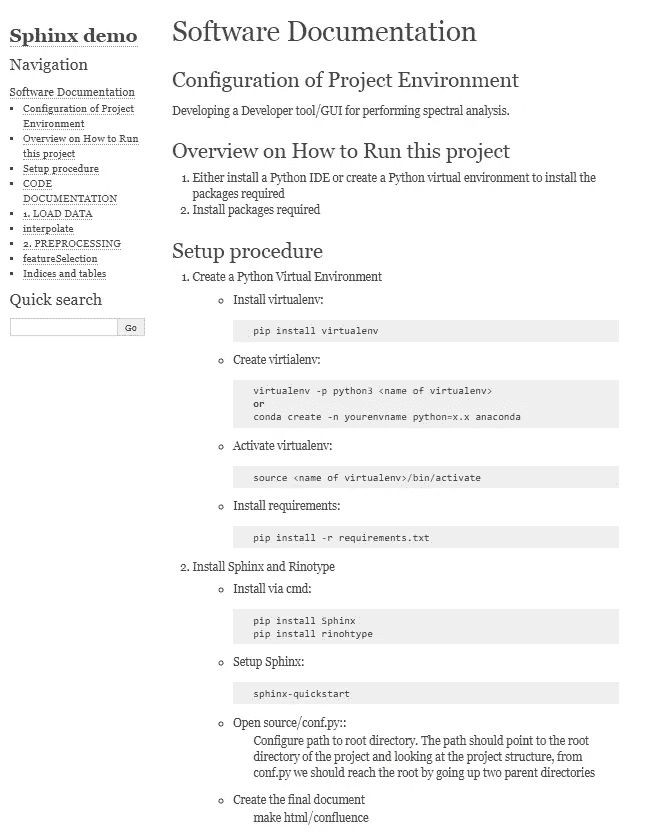 Sphinx demo
Navigation
Software Documentation
Configuration of Project
Environment
Overview on How to Run
this project
Setup procedure
CODE
DOCUMENTATION
1. LOAD DATA
interpolate
2. PREPROCESSING
featureSelection
Indices and tables
Quick search
Go
Software Documentation
Configuration of Project Environment
Developing a Developer tool/GUI for performing spectral analysis.
Overview on How to Run this project
1. Either install a Python IDE or create a Python virtual environment to install the
packages required
2. Install packages required
Setup procedure
1. Create a Python Virtual Environment
Install virtualenv:
pip install virtualenv
Create virtialenv:
virtualenv -p python3 <name of virtualenv>
or
conda create -n yourenvname python=x.x anaconda
Activate virtualenv:
source <name of virtualenv>/bin/activate
Install requirements:
pip install -r requirements.txt
2. Install Sphinx and Rinotype
Install via cmd:
pip install Sphinx
pip install rinohtype
Setup Sphinx:
sphinx-quickstart
Open source/conf.py::
Configure path to root directory. The path should point to the root
directory of the project and looking at the project structure, from
conf.py we should reach the root by going up two parent directories
Create the final document
make html/confluence